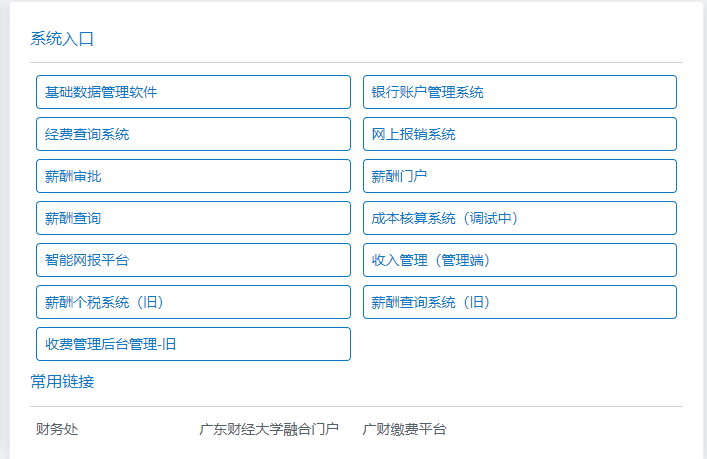 系统入口
基础数据管理软件
银行账户管理系统
经费查询系统
网上报销系统
薪酬审批
薪酬门户
薪酬查询
成本核算系统（调试中）
智能网报平台
收入管理（管理端）
薪酬个税系统（旧）
薪酬查询系统（旧）
收费管理后台管理-旧
常用链接
财务处
广东财经大学融合门户
广财缴费平台